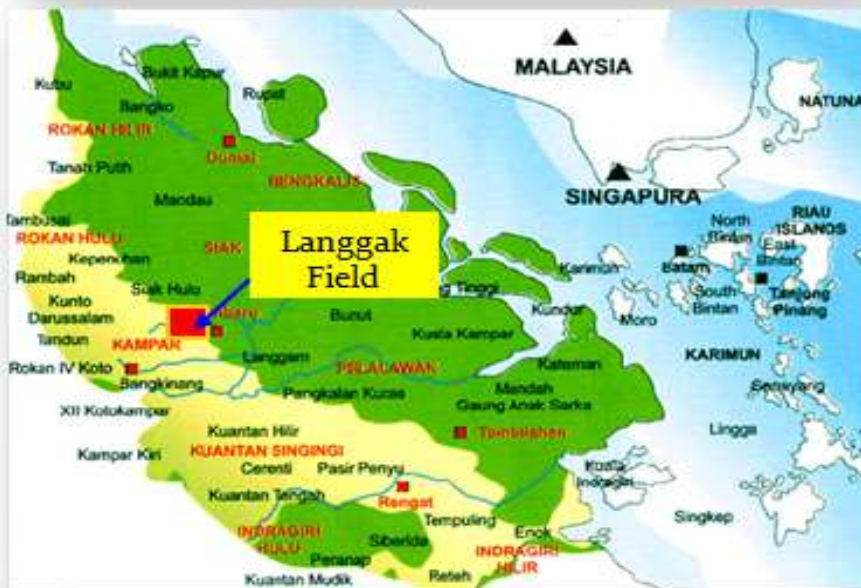 Bukit Kapur
Kubu
Rupat
Bangko
ROKAN HILIR
Dumai
Tanah Putih
BENGKALIS
Mandau
Tambusai
ROKAN HULU
SIAK
Kepenuhan
Rambah
Siak Hulu
Kunto
Darussalam
Tandun
KAMPAR
Rokan IV Koto
Bangkinang
Langgam
XII Kotokampar
Kampar Kiri
Langgak
Field
Tinggi
Bunut
Kuala Kampar
PELALAWAN
Pangkalan Kuras
Kateman
Mandah
Gaung Anak Sarka
Tembilahan
Kuantan Hilir
KUANTAN SINGINGI
Cerenti
Pasir Penyu
Kuantan Tengah
Rengat
Tempuling
INDRAGIRI
HULU
Siberida
Peranap
Kuantan Mudik
Enok
INDRAGIRI
HILIR
Reteh
Kuala
Indragiri
MALAYSIA
NATUNA
SINGAPURA
North
Bintan
RIAU
ISLANDS
East
Bintan
Karimun
Batam
South
Bintan
Tanjung
Pinang
Kundur
Moro
KARIMUN
Senayang
Lingga
Singkep